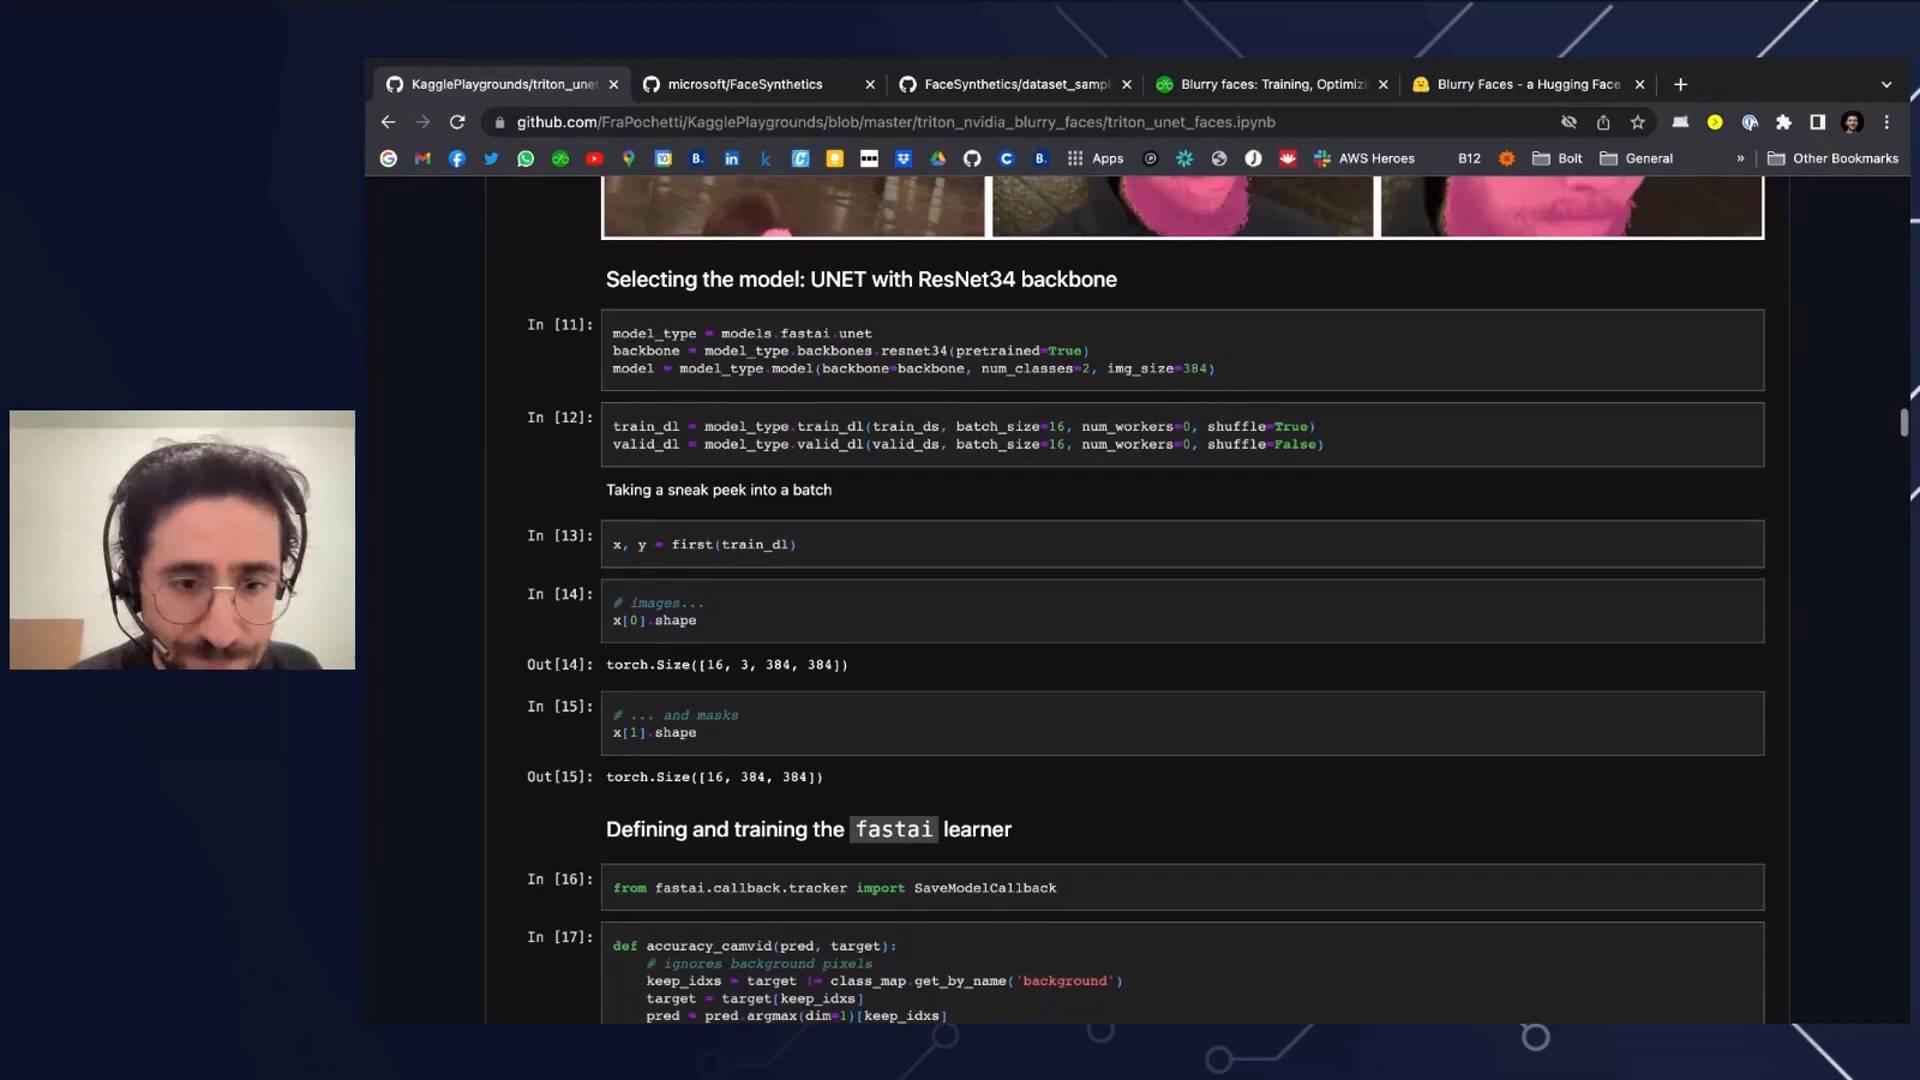 KagglePlaygrounds/triton_unet
microsoft/FaceSynthetics
FaceSynthetics/dataset_sampl
Blurry faces: Training, Optimizi
Blurry Faces - a Hugging Face
github.com/FraPochetti/KagglePlaygrounds/blob/master/triton_nvidia_blurry_faces/triton_unet_faces.ipynb
Apps
AWS Heroes
B12
Bolt
General
»
Other Bookmarks
Selecting the model: UNET with ResNet34 backbone
In [11]:
model_type = models.fastai.unet
backbone = model_type.backbones.resnet34(pretrained=True)
model = model_type.model(backbone=backbone, num_classes=2, img_size=384)
In [12]:
train_dl = model_type.train_dl(train_ds, batch_size=16, num_workers=0, shuffle=True)
valid_dl = model_type.valid_dl(valid_ds, batch_size=16, num_workers=0, shuffle=False)
Taking a sneak peek into a batch
In [13]:
x, y = first(train_dl)
In [14]:
# images...
x[0].shape
Out[14]: torch.Size([16, 3, 384, 384])
In [15]:
# ... and masks
x[1].shape
Out[15]: torch.Size([16, 384, 384])
Defining and training the fastai learner
In [16]:
from fastai.callback.tracker import SaveModelCallback
In [17]:
def accuracy_camvid(pred, target):
# ignores background pixels
keep_idxs = target != class_map.get_by_name('background')
target = target[keep_idxs]
pred = pred.argmax(dim=1)[keep_idxs]